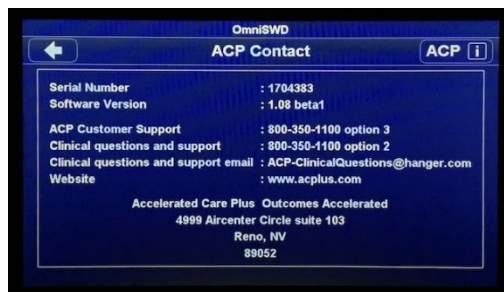 OmniSWD
ACP Contact
ACP i
Serial Number : 1704383
Software Version : 1.08 beta1
ACP Customer Support : 800-350-1100 option 3
Clinical questions and support : 800-350-1100 option 2
Clinical questions and support email : ACP-ClinicalQuestions@hanger.com
Website : www.acplus.com
Accelerated Care Plus Outcomes Accelerated
4999 Aircenter Circle suite 103
Reno, NV
89052